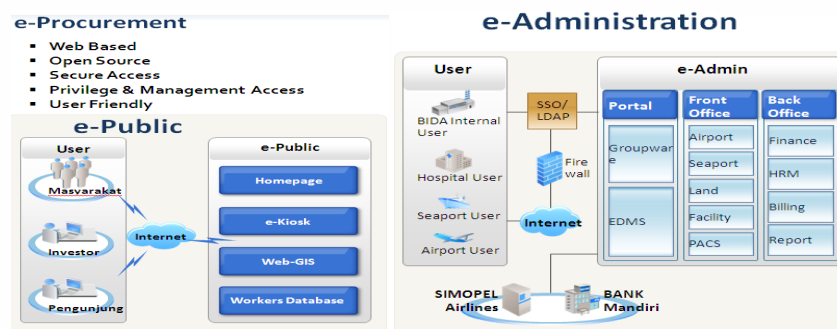 e-Procurement
Web Based
Open Source
Secure Access
Privilege & Management Access
User Friendly
e-Public
User
Masyarakat
Investor
Pengunjung
Internet
e-Public
Homepage
e-Kiosk
Web-GIS
Workers Database
e-Administration
User
BIDA Internal
User
Hospital User
Seaport User
Airport User
SSO/
LDAP
Fire
wall
Internet
e-Admin
Portal
Groupwar
e
EDMS
Front
Office
Airport
Seaport
Land
Facility
PACS
Back
Office
Finance
HRM
Billing
Report
SIMOPEL
Airlines
BANK
Mandiri